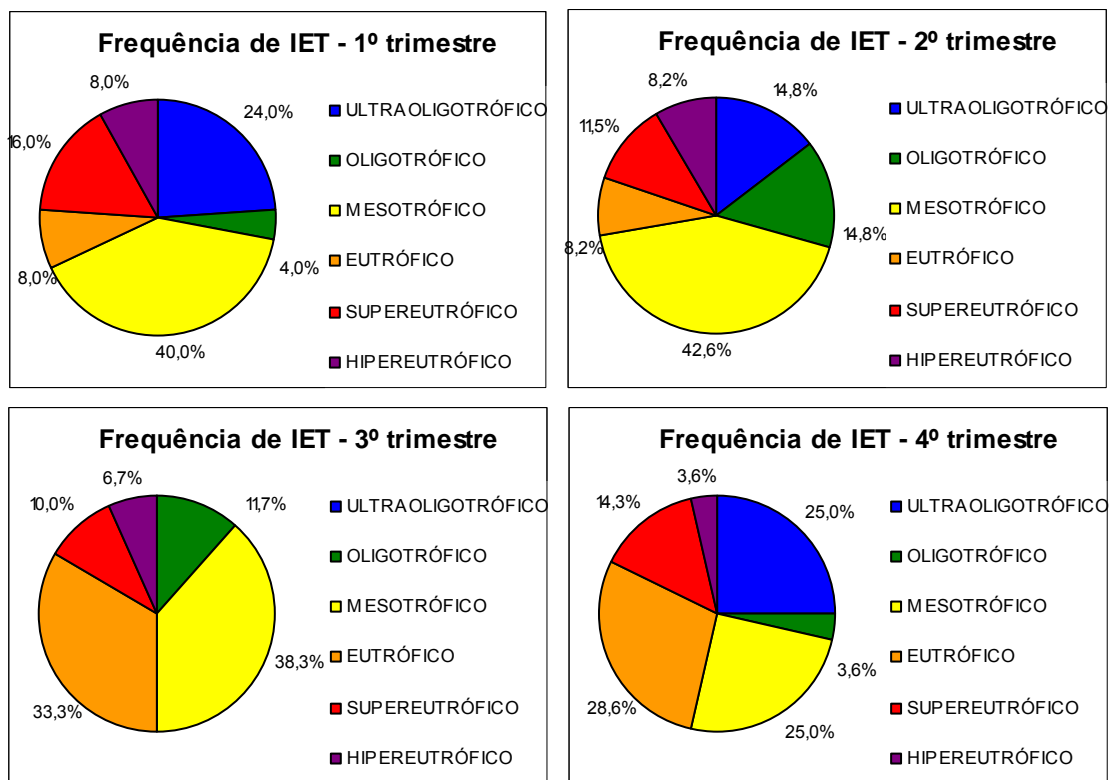 Frequência de IET - 1º trimestre
8,0%
24,0%
16,0%
4,0%
8,0%
40,0%
ULTRAOLIGOTRÓFICO
OLIGOTRÓFICO
MESOTRÓFICO
EUTRÓFICO
SUPEREUTRÓFICO
HIPEREUTRÓFICO
Frequência de IET - 2º trimestre
8,2%
14,8%
11,5%
14,8%
8,2%
42,6%
ULTRAOLIGOTRÓFICO
OLIGOTRÓFICO
MESOTRÓFICO
EUTRÓFICO
SUPEREUTRÓFICO
HIPEREUTRÓFICO
Frequência de IET - 3º trimestre
6,7%
10,0%
11,7%
38,3%
33,3%
ULTRAOLIGOTRÓFICO
OLIGOTRÓFICO
MESOTRÓFICO
EUTRÓFICO
SUPEREUTRÓFICO
HIPEREUTRÓFICO
Frequência de IET - 4º trimestre
3,6%
14,3%
25,0%
3,6%
28,6%
25,0%
ULTRAOLIGOTRÓFICO
OLIGOTRÓFICO
MESOTRÓFICO
EUTRÓFICO
SUPEREUTRÓFICO
HIPEREUTRÓFICO